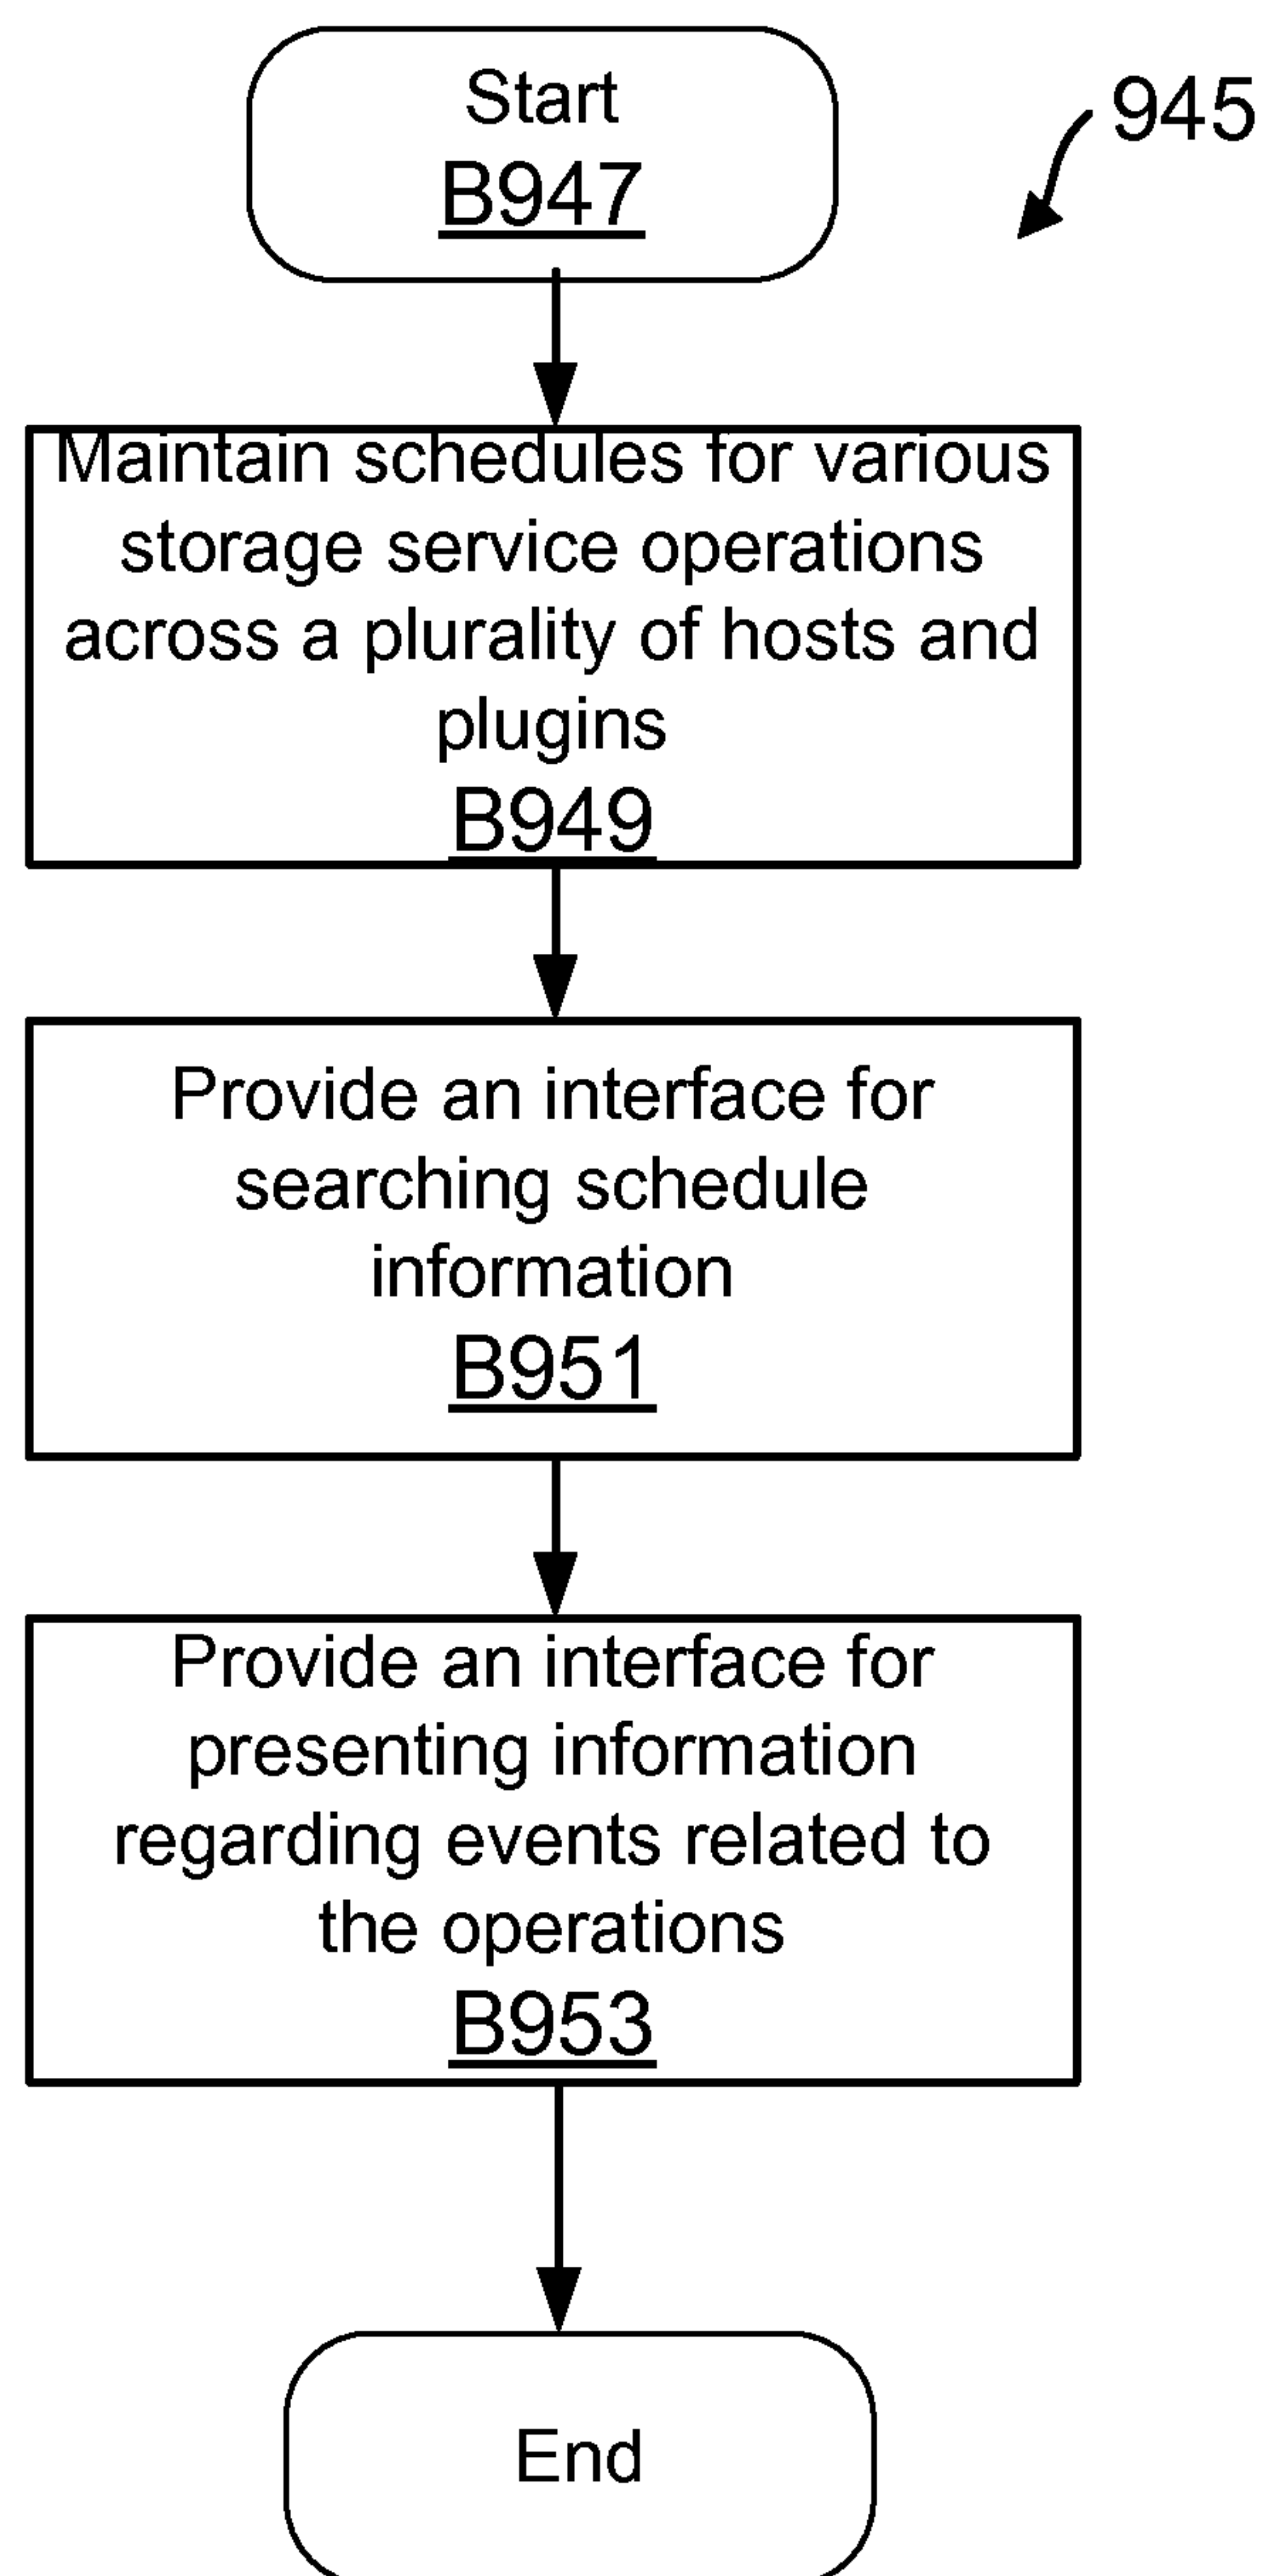 Start
945
B947
Maintain schedules for various
storage service operations
across a plurality of hosts and
plugins
B949
Provide an interface for
searching schedule
information
B951
Provide an interface for
presenting information
regarding events related to
the operations
B953
End